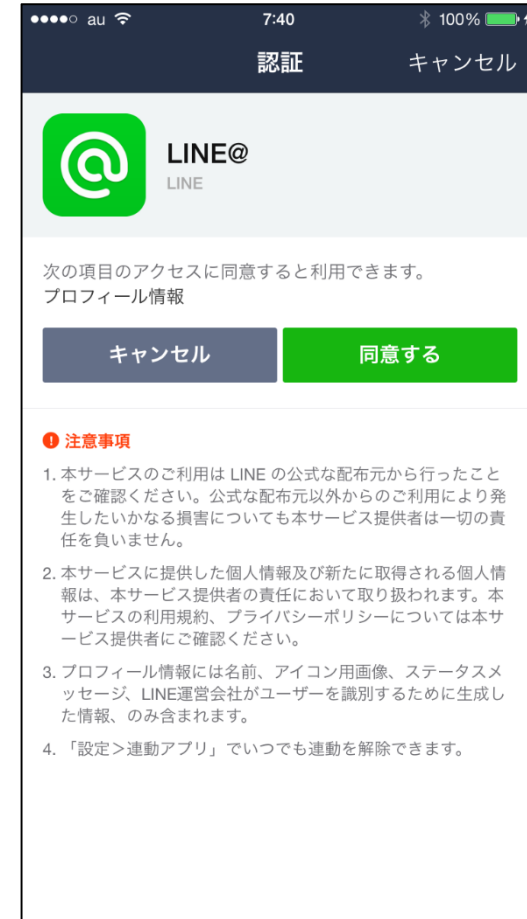 au 7:40 100%
認証 キャンセル
LINE@
LINE
次の項目のアクセスに同意すると利用できます。
プロフィール情報
キャンセル 同意する
注意事項
1. 本サービスのご利用は LINE の公式な配布元から行ったこと
をご確認ください。公式な配布元以外からのご利用により発
生したいかなる損害についても本サービス提供者は一切の責
任を負いません。
2. 本サービスに提供した個人情報及び新たに取得される個人情
報は、本サービス提供者の責任において取り扱われます。本
サービスの利用規約、プライバシーポリシーについては本サ
ービス提供者にご確認ください。
3. プロフィール情報には名前、アイコン用画像、ステータスメ
ッセージ、LINE運営会社がユーザーを識別するために生成し
た情報、のみ含まれます。
4. 「設定＞連動アプリ」でいつでも連動を解除できます。